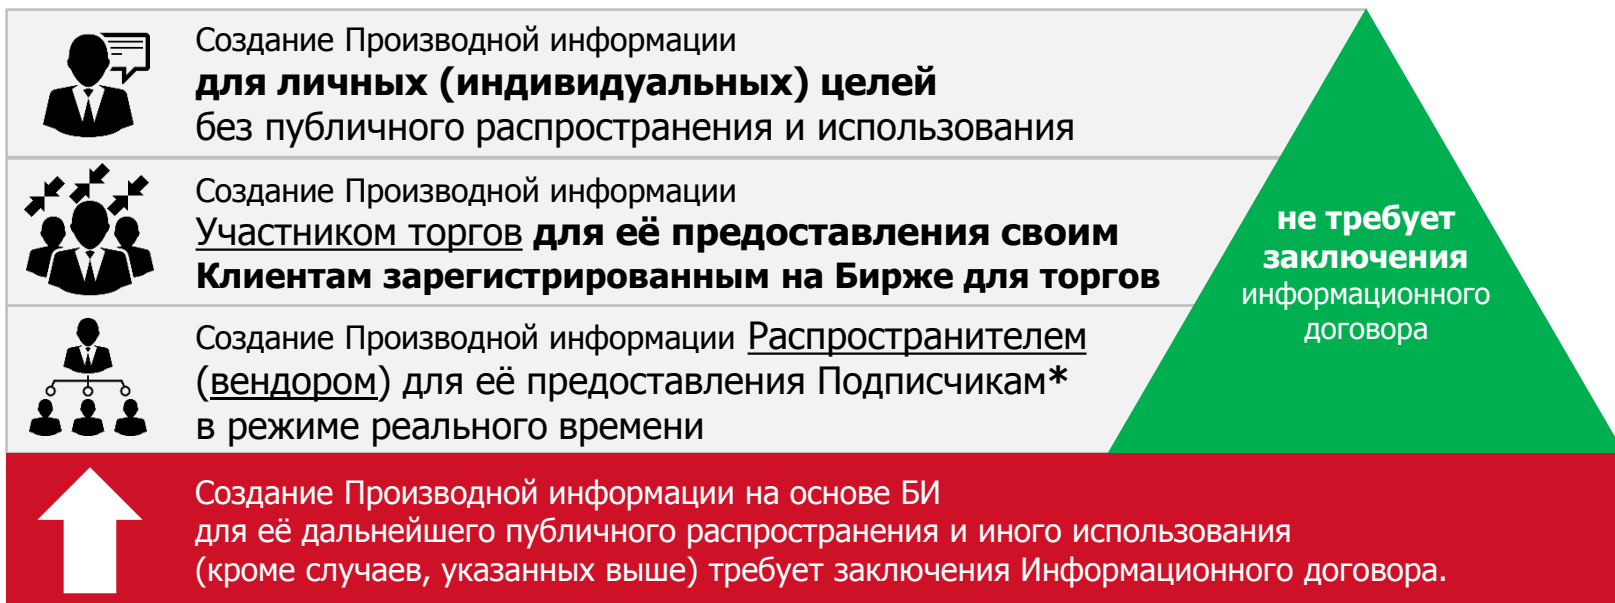 Создание Производной информации
для личных (индивидуальных) целей
без публичного распространения и использования
Создание Производной информации
Участником торгов для её предоставления своим
Клиентам зарегистрированным на Бирже для торгов
Создание Производной информации Распространителем
(вендором) для её предоставления Подписчикам*
в режиме реального времени
не требует
заключения
информационного
договора
Создание Производной информации на основе БИ
для её дальнейшего публичного распространения и иного использования
(кроме случаев, указанных выше) требует заключения Информационного договора.